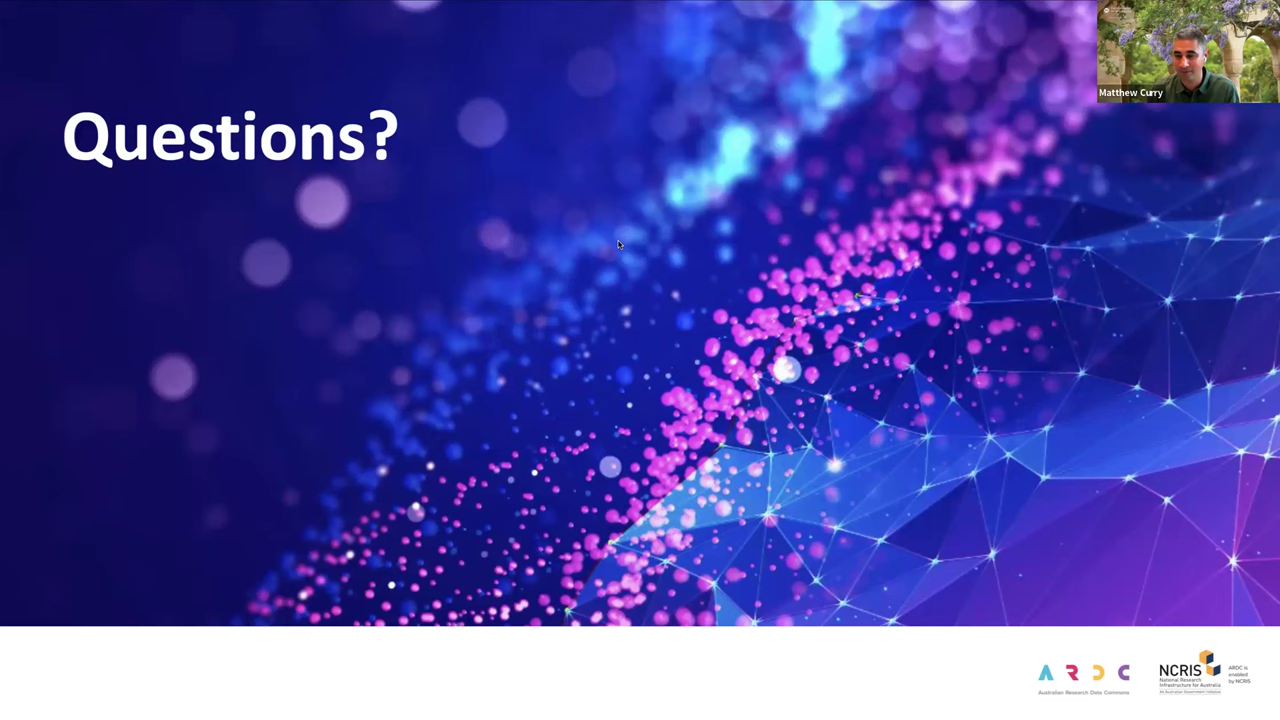 Questions?
Matthew Curry
ARDC
Australian Research Data Commons
NCRIS
National Research
Infrastructure for Australia
An Australian Government Initiative
ARDC is
enabled
by NCRIS